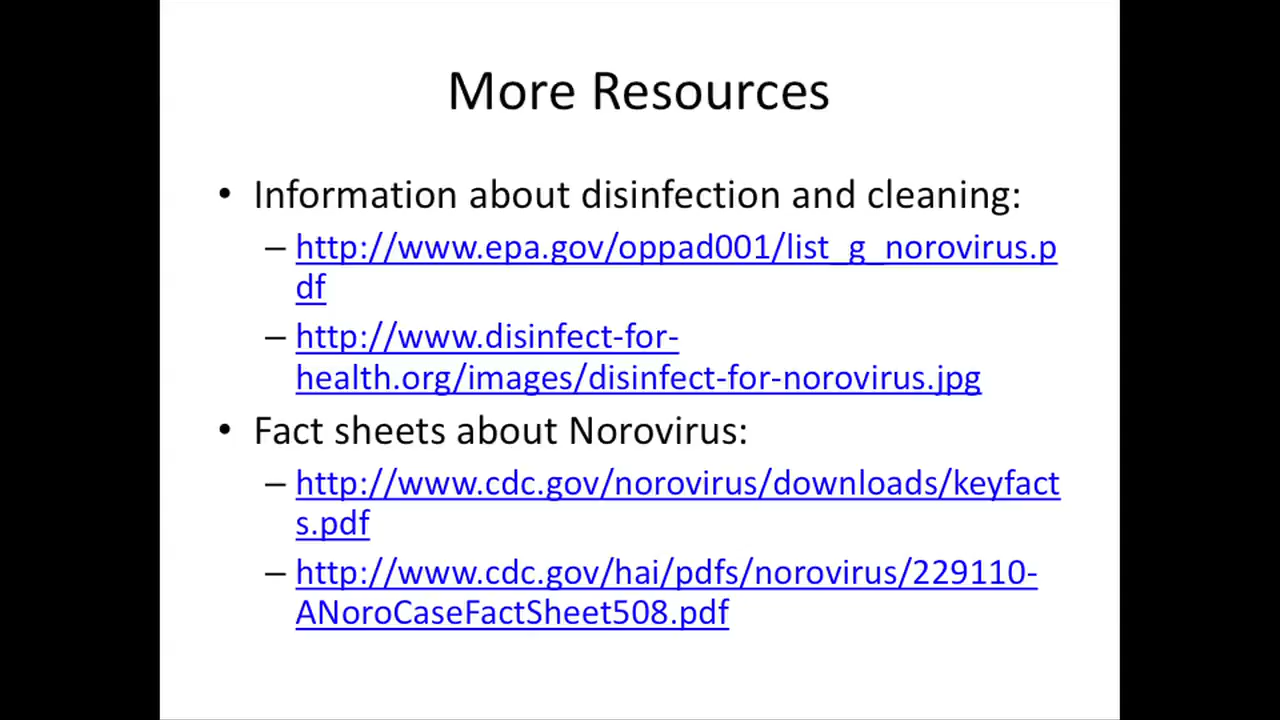 More Resources
• Information about disinfection and cleaning:
– http://www.epa.gov/oppad001/list_g_norovirus.p
df
– http://www.disinfect-for-
health.org/images/disinfect-for-norovirus.jpg
• Fact sheets about Norovirus:
– http://www.cdc.gov/norovirus/downloads/keyfact
s.pdf
– http://www.cdc.gov/hai/pdfs/norovirus/229110-
ANoroCaseFactSheet508.pdf